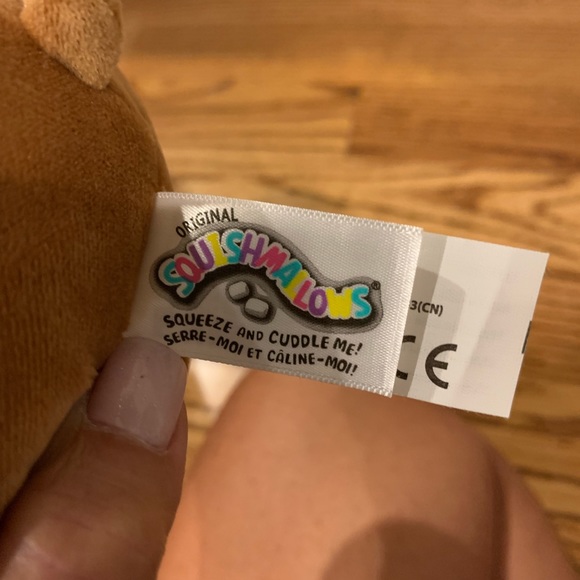 ORIGINAL
SQUISHMALLOWS®
SQUEEZE AND CUDDLE ME!
SERRE-MOI ET CÂLINE-MOI!
3(CN)
CE